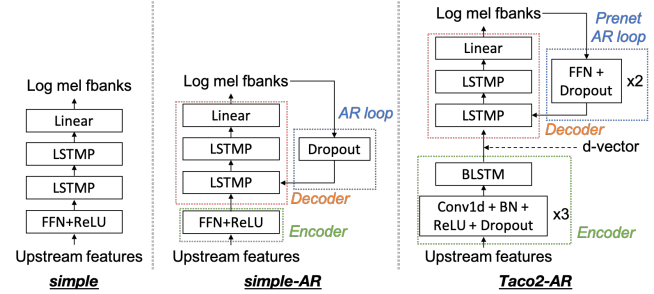 Log mel fbanks
Linear
LSTMP
LSTMP
FFN+ReLU
Upstream features
simple
Log mel fbanks
Linear
AR loop
LSTMP
Dropout
LSTMP
Decoder
FFN+ReLU
Encoder
Upstream features
simple-AR
Log mel fbanks
Prenet
AR loop
Linear
LSTMP
FFN +
Dropout
x2
LSTMP
Decoder
d-vector
BLSTM
Conv1d + BN +
ReLU + Dropout
x3
Encoder
Upstream features
Taco2-AR